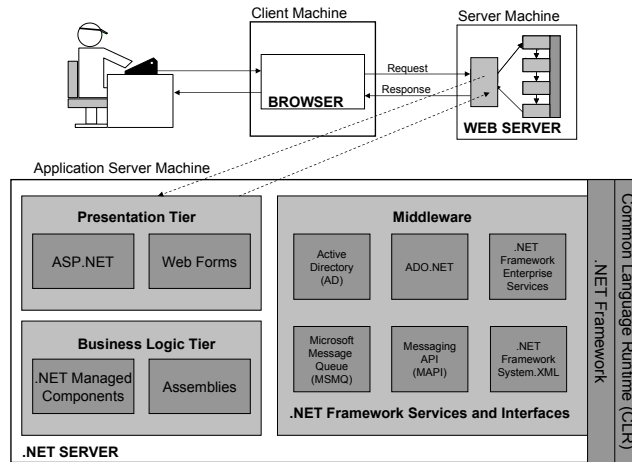 Client Machine
Server Machine
Request
Response
BROWSER
WEB SERVER
Application Server Machine
Presentation Tier
ASP.NET
Web Forms
Business Logic Tier
.NET Managed
Components
Assemblies
.NET SERVER
Middleware
Active
Directory
(AD)
ADO.NET
.NET
Framework
Enterprise
Services
Microsoft
Message
Queue
(MSMQ)
Messaging
API
(MAPI)
.NET
Framework
System.XML
.NET Framework Services and Interfaces
.NET Framework
Common Language Runtime (CLR)